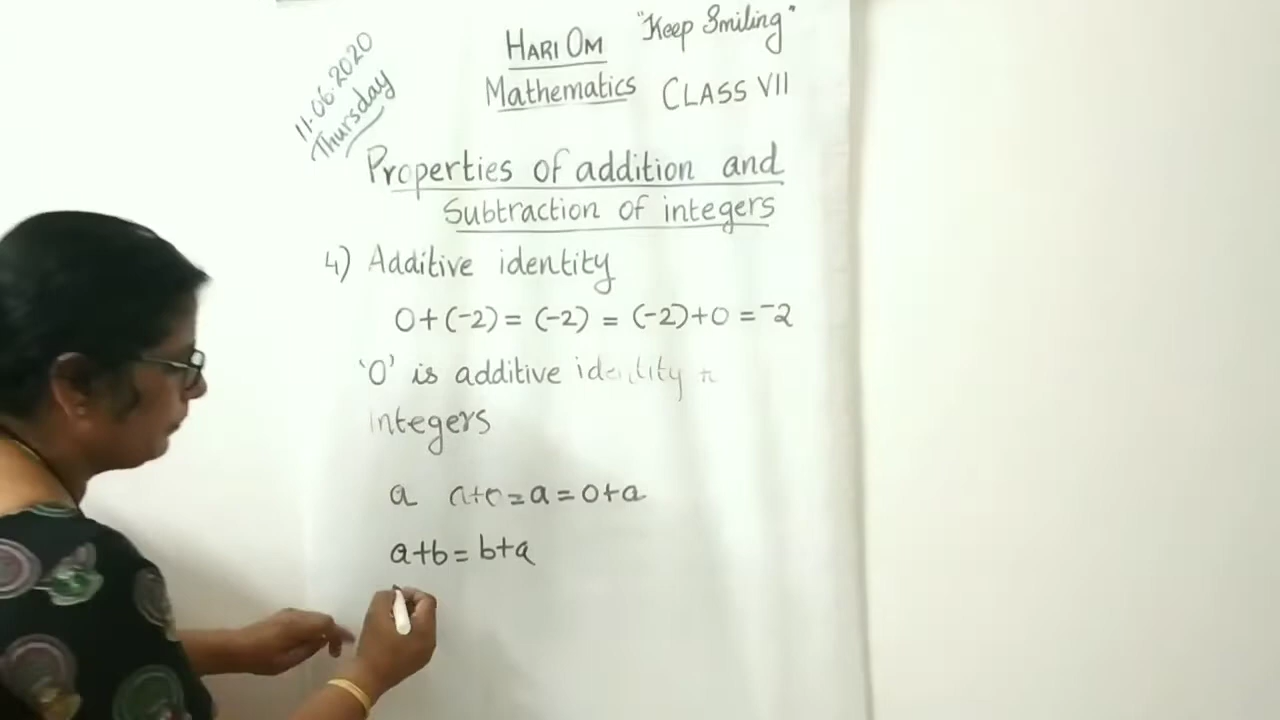 11.06.2020
Thursday
"Keep Smiling"
HARI OM
Mathematics CLASS VII
Properties of addition and
Subtraction of integers
4) Additive identity
0+(-2) = (-2) = (-2)+0 = -2
'0' is additive identity
integers
a a+0=a=0+a
a+b=b+a